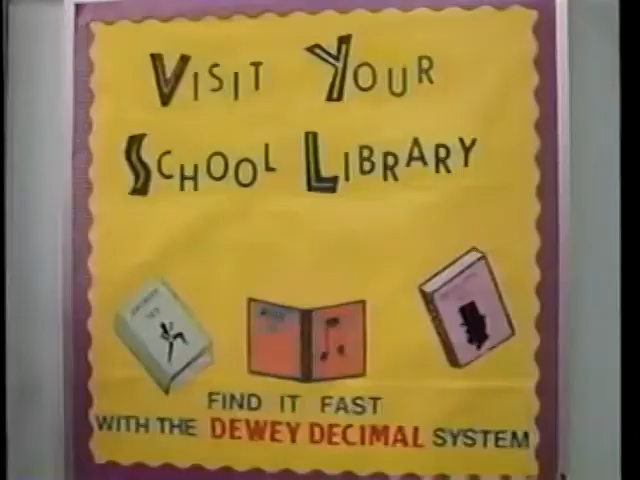 VISIT YOUR
SCHOOL LIBRARY
FIND IT FAST
WITH THE DEWEY DECIMAL SYSTEM